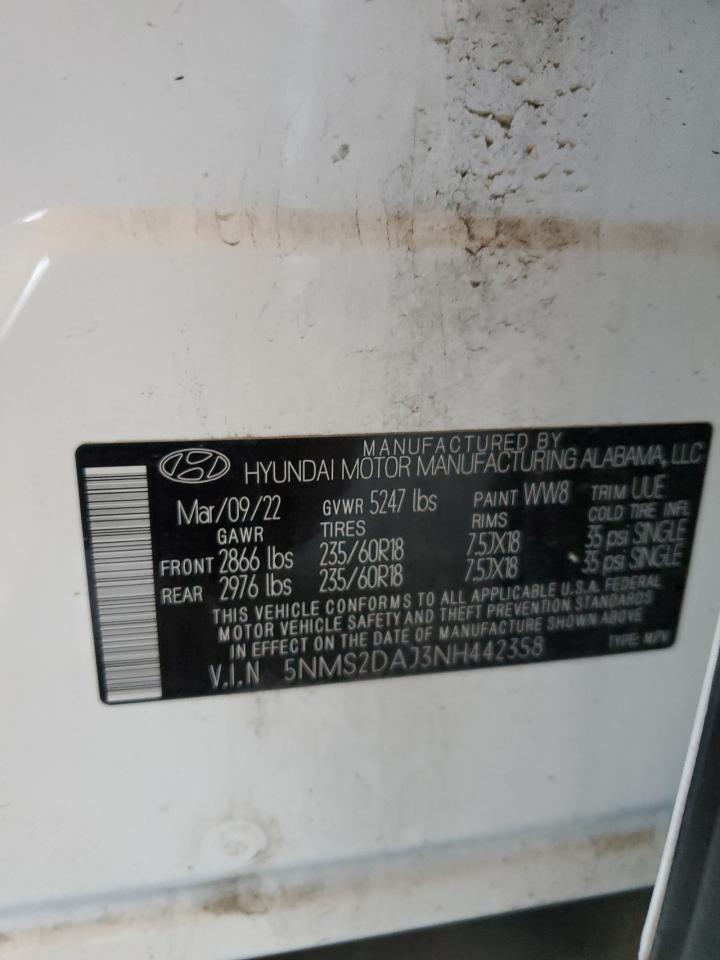 MANUFACTURED BY
HYUNDAI MOTOR MANUFACTURING ALABAMA, LLC
Mar/09/22 GVWR 5247 lbs PAINT WW8 TRIM UUE
GAWR TIRES RIMS COLD TIRE INFL
FRONT 2866 lbs 235/60R18 7.5JX18 35 psi SINGLE
REAR 2976 lbs 235/60R18 7.5JX18 35 psi SINGLE
THIS VEHICLE CONFORMS TO ALL APPLICABLE U.S.A. FEDERAL
MOTOR VEHICLE SAFETY AND THEFT PREVENTION STANDARDS
IN EFFECT ON THE DATE OF MANUFACTURE SHOWN ABOVE
V.I.N 5NMS2DAJ3NH442358 TYPE: MPV